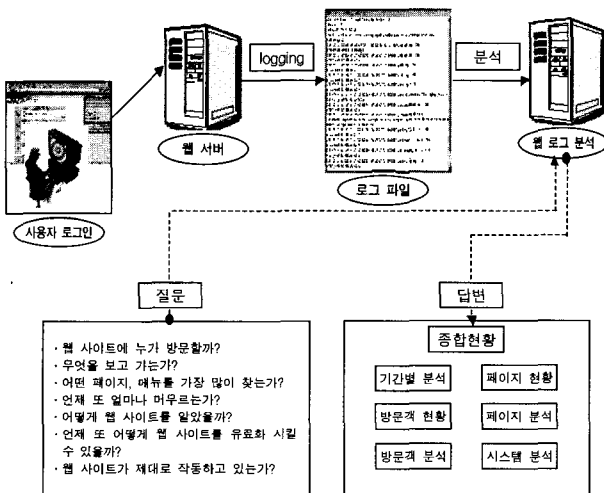 logging
분석
웹 서버
로그 파일
웹 로그 분석
사용자 로그인
질문
답변
· 웹 사이트에 누가 방문할까?
· 무엇을 보고 가는가?
· 어떤 페이지, 메뉴를 가장 많이 찾는가?
· 언제 또 얼마나 머무르는가?
· 어떻게 웹 사이트를 알았을까?
· 언제 또 어떻게 웹 사이트를 유료화 시킬
수 있을까?
· 웹 사이트가 제대로 작동하고 있는가?
종합현황
기간별 분석
페이지 현황
방문객 현황
페이지 분석
방문객 분석
시스템 분석